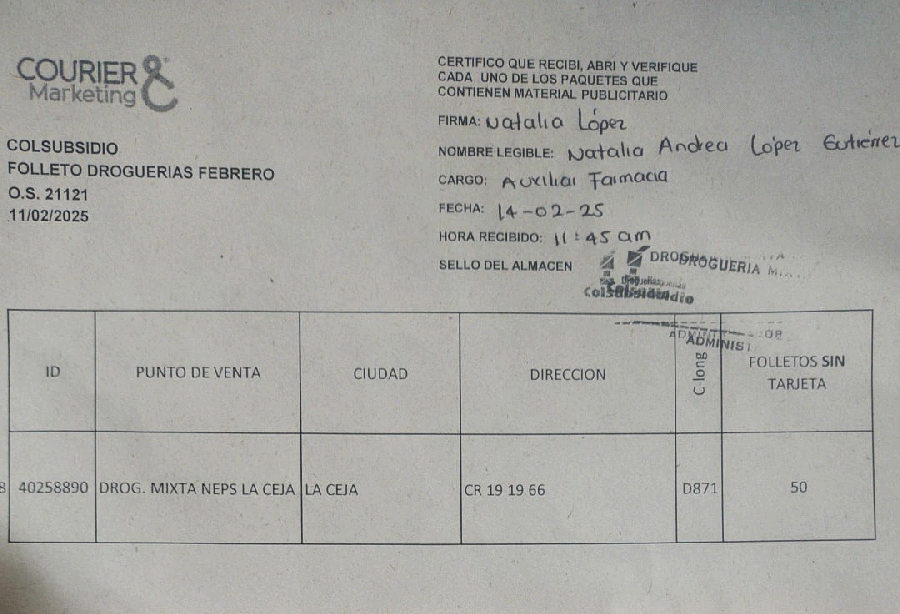 COURIER &
Marketing
COLSUBSIDIO
FOLLETO DROGUERIAS FEBRERO
O.S. 21121
11/02/2025
CERTIFICO QUE RECIBI, ABRI Y VERIFIQUE
CADA UNO DE LOS PAQUETES QUE
CONTIENEN MATERIAL PUBLICITARIO
FIRMA: Natalia López
NOMBRE LEGIBLE: Natalia Andrea López Gutiérrez
CARGO: Auxiliar Farmacia
FECHA: 14-02-25
HORA RECIBIDO: 11:45 am
SELLO DEL ALMACEN
DROGUERIA
Colsubsidio
ID PUNTO DE VENTA CIUDAD DIRECCION C-long FOLLETOS SIN TARJETA
8 40258890 DROG. MIXTA NEPS LA CEJA LA CEJA CR 19 19 66 D871 50